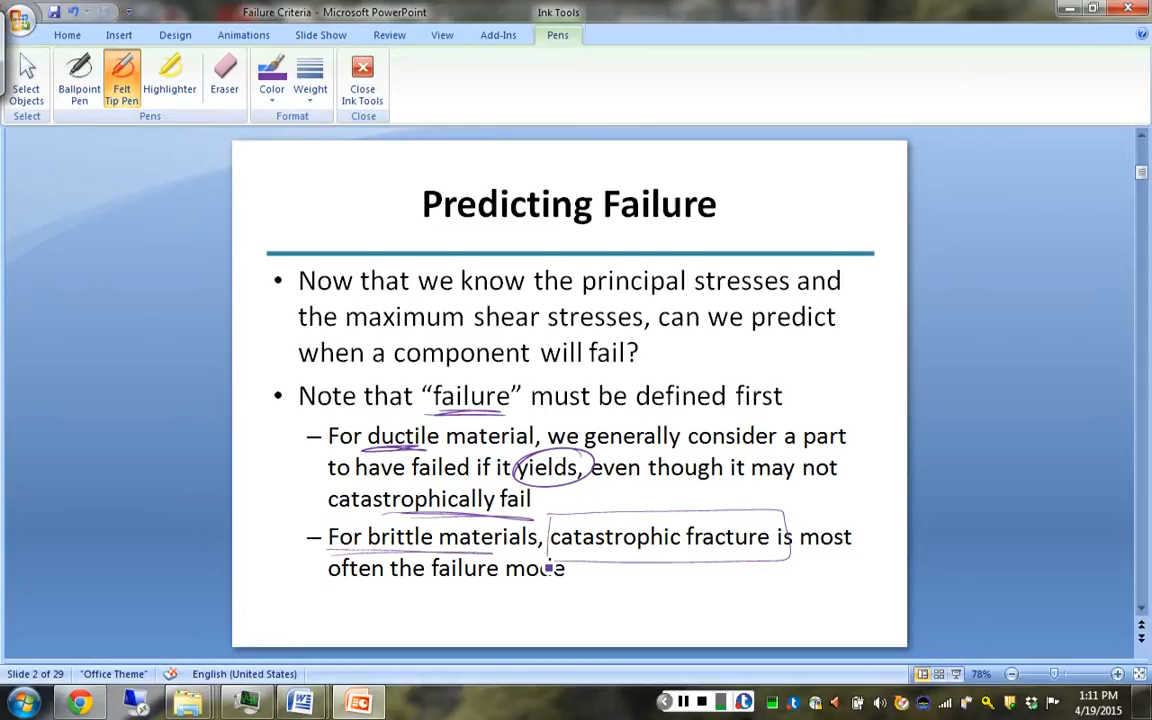 Failure Criteria - Microsoft PowerPoint
Ink Tools
Home Insert Design Animations Slide Show Review View Add-Ins Pens
Select Objects
Ballpoint Pen
Felt Tip Pen
Highlighter
Eraser
Color
Weight
Close Ink Tools
Select Pens Format Close
Predicting Failure
• Now that we know the principal stresses and
the maximum shear stresses, can we predict
when a component will fail?
• Note that “failure” must be defined first
– For ductile material, we generally consider a part
to have failed if it yields, even though it may not
catastrophically fail
– For brittle materials, catastrophic fracture is most
often the failure mode
Slide 2 of 29 "Office Theme" English (United States) 78%
1:11 PM
4/19/2015